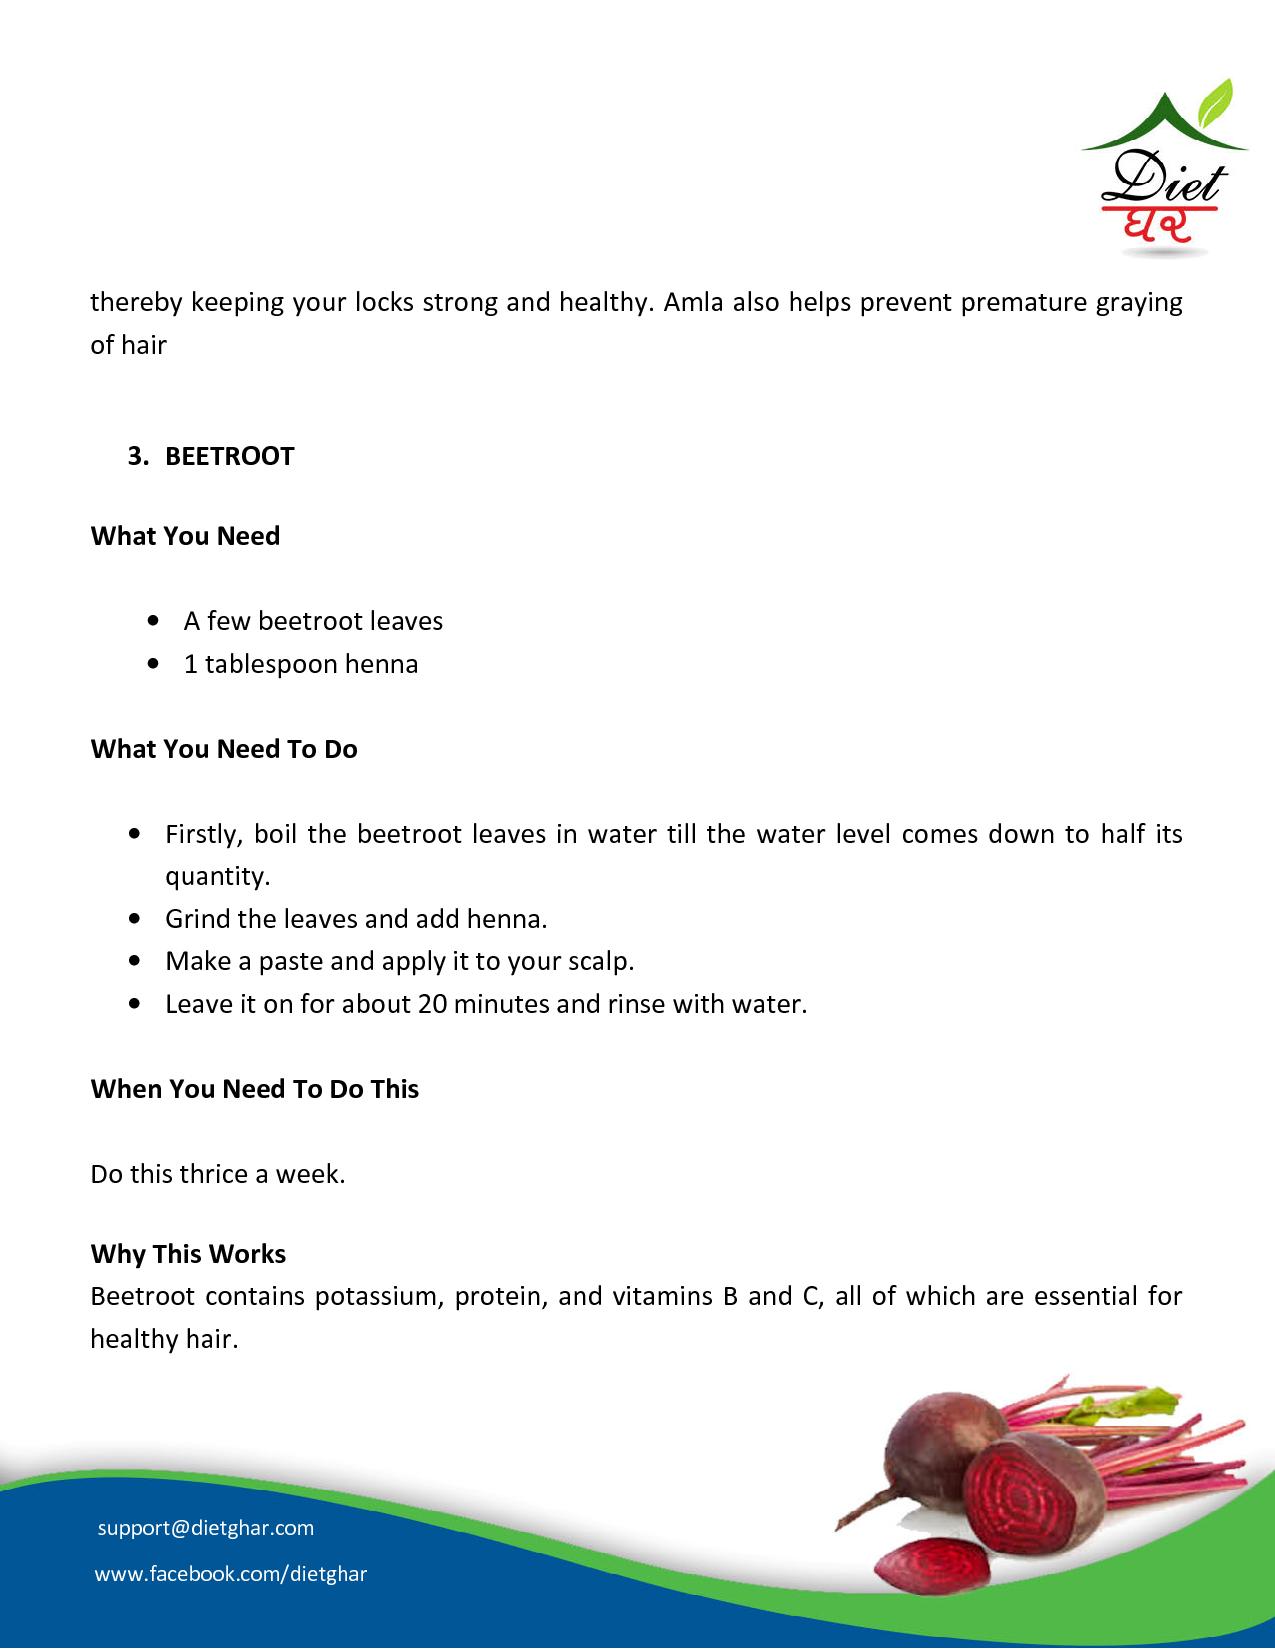 Diet
ઘર
thereby keeping your locks strong and healthy. Amla also helps prevent premature graying
of hair
3. BEETROOT
What You Need
• A few beetroot leaves
• 1 tablespoon henna
What You Need To Do
• Firstly, boil the beetroot leaves in water till the water level comes down to half its
quantity.
• Grind the leaves and add henna.
• Make a paste and apply it to your scalp.
• Leave it on for about 20 minutes and rinse with water.
When You Need To Do This
Do this thrice a week.
Why This Works
Beetroot contains potassium, protein, and vitamins B and C, all of which are essential for
healthy hair.
support@dietghar.com
www.facebook.com/dietghar